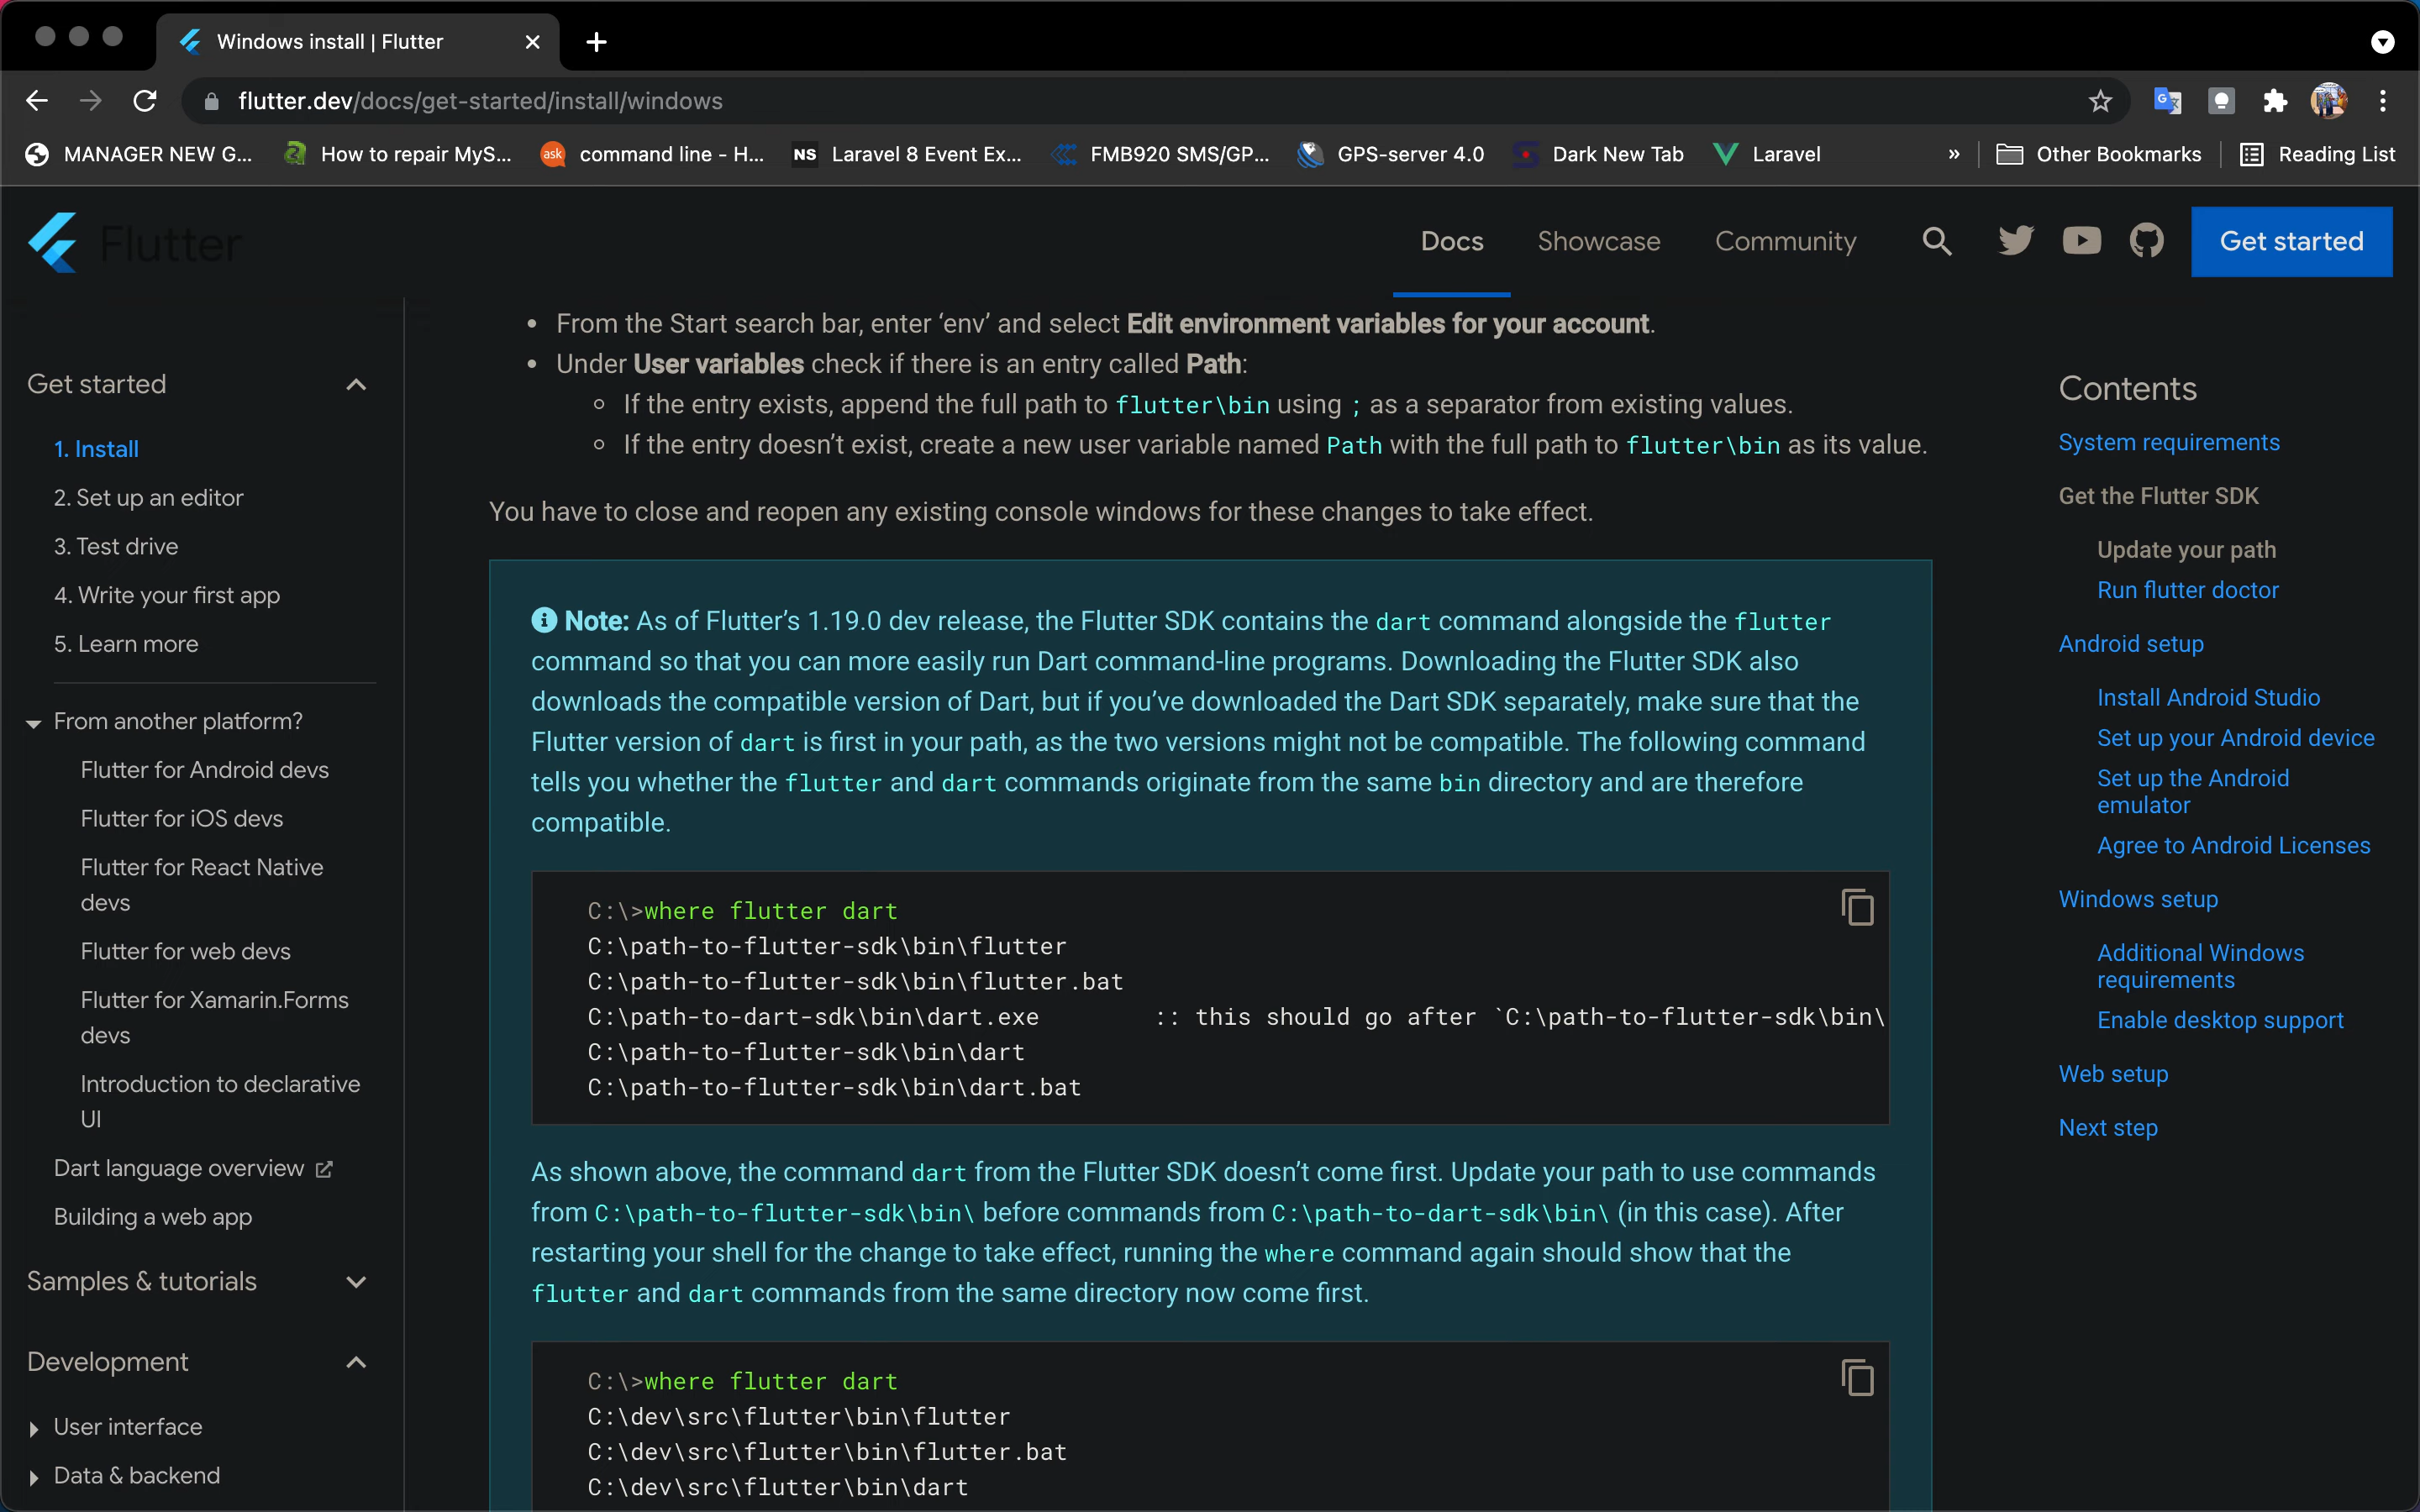 Windows install | Flutter
flutter.dev/docs/get-started/install/windows
MANAGER NEW G...
How to repair MyS...
ask
command line - H...
NS
Laravel 8 Event Ex...
FMB920 SMS/GP...
GPS-server 4.0
Dark New Tab
Laravel
»
Other Bookmarks
Reading List
Flutter
Docs
Showcase
Community
Get started
Get started
1. Install
2. Set up an editor
3. Test drive
4. Write your first app
5. Learn more
From another platform?
Flutter for Android devs
Flutter for iOS devs
Flutter for React Native
devs
Flutter for web devs
Flutter for Xamarin.Forms
devs
Introduction to declarative
UI
Dart language overview
Building a web app
Samples & tutorials
Development
User interface
Data & backend
• From the Start search bar, enter ‘env’ and select Edit environment variables for your account.
• Under User variables check if there is an entry called Path:
◦ If the entry exists, append the full path to flutter\bin using ; as a separator from existing values.
◦ If the entry doesn’t exist, create a new user variable named Path with the full path to flutter\bin as its value.
You have to close and reopen any existing console windows for these changes to take effect.
Note: As of Flutter’s 1.19.0 dev release, the Flutter SDK contains the dart command alongside the flutter
command so that you can more easily run Dart command-line programs. Downloading the Flutter SDK also
downloads the compatible version of Dart, but if you’ve downloaded the Dart SDK separately, make sure that the
Flutter version of dart is first in your path, as the two versions might not be compatible. The following command
tells you whether the flutter and dart commands originate from the same bin directory and are therefore
compatible.
C:\>where flutter dart
C:\path-to-flutter-sdk\bin\flutter
C:\path-to-flutter-sdk\bin\flutter.bat
C:\path-to-dart-sdk\bin\dart.exe        :: this should go after `C:\path-to-flutter-sdk\bin\
C:\path-to-flutter-sdk\bin\dart
C:\path-to-flutter-sdk\bin\dart.bat
As shown above, the command dart from the Flutter SDK doesn’t come first. Update your path to use commands
from C:\path-to-flutter-sdk\bin\ before commands from C:\path-to-dart-sdk\bin\ (in this case). After
restarting your shell for the change to take effect, running the where command again should show that the
flutter and dart commands from the same directory now come first.
C:\>where flutter dart
C:\dev\src\flutter\bin\flutter
C:\dev\src\flutter\bin\flutter.bat
C:\dev\src\flutter\bin\dart
Contents
System requirements
Get the Flutter SDK
Update your path
Run flutter doctor
Android setup
Install Android Studio
Set up your Android device
Set up the Android
emulator
Agree to Android Licenses
Windows setup
Additional Windows
requirements
Enable desktop support
Web setup
Next step